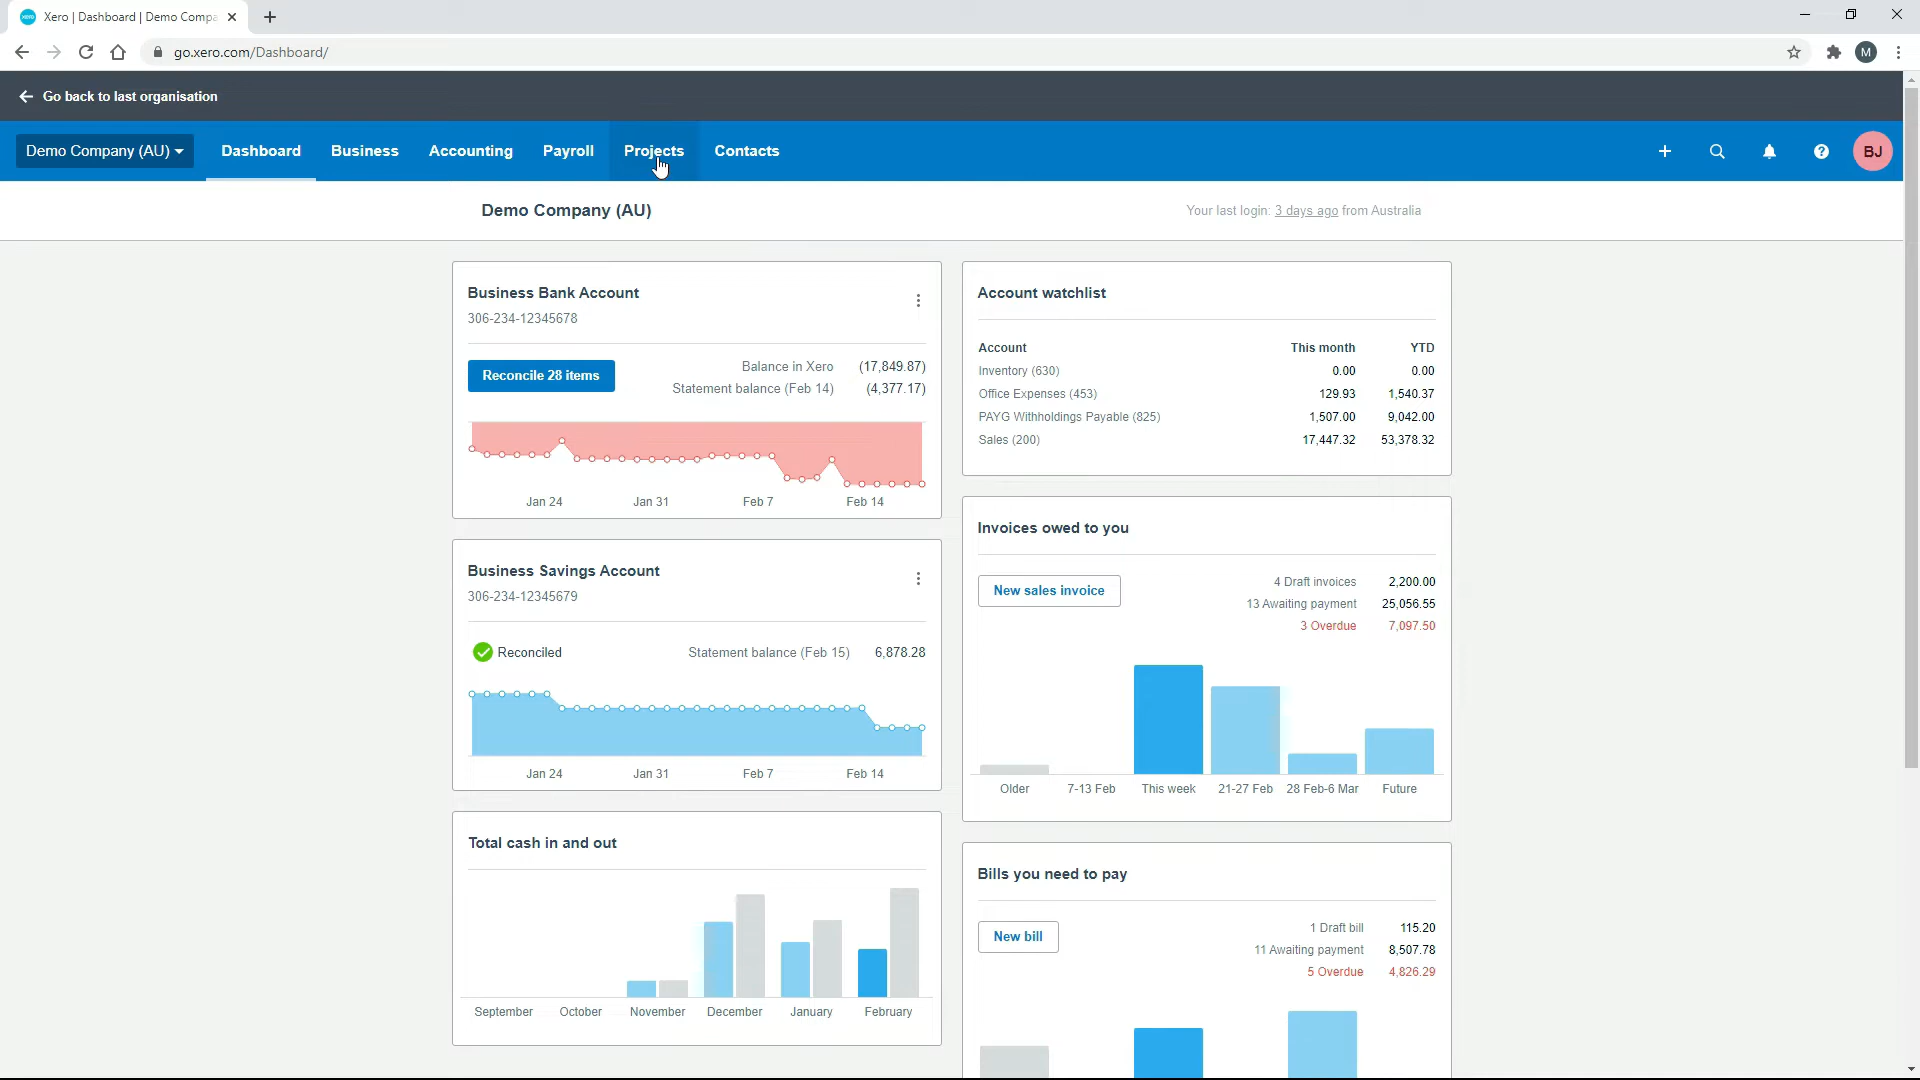 Xero | Dashboard | Demo Compa
go.xero.com/Dashboard/
M
Go back to last organisation
Demo Company (AU)
Dashboard
Business
Accounting
Payroll
Projects
Contacts
BJ
Demo Company (AU)
Your last login: 3 days ago from Australia
Business Bank Account
306-234-12345678
Reconcile 28 items
Balance in Xero (17,849.87)
Statement balance (Feb 14) (4,377.17)
Jan 24 Jan 31 Feb 7 Feb 14
Business Savings Account
306-234-12345679
Reconciled
Statement balance (Feb 15) 6,878.28
Jan 24 Jan 31 Feb 7 Feb 14
Total cash in and out
September October November December January February
Account watchlist
Account This month YTD
Inventory (630) 0.00 0.00
Office Expenses (453) 129.93 1,540.37
PAYG Withholdings Payable (825) 1,507.00 9,042.00
Sales (200) 17,447.32 53,378.32
Invoices owed to you
New sales invoice
4 Draft invoices 2,200.00
13 Awaiting payment 25,056.55
3 Overdue 7,097.50
Older 7-13 Feb This week 21-27 Feb 28 Feb-6 Mar Future
Bills you need to pay
New bill
1 Draft bill 115.20
11 Awaiting payment 8,507.78
5 Overdue 4,826.29